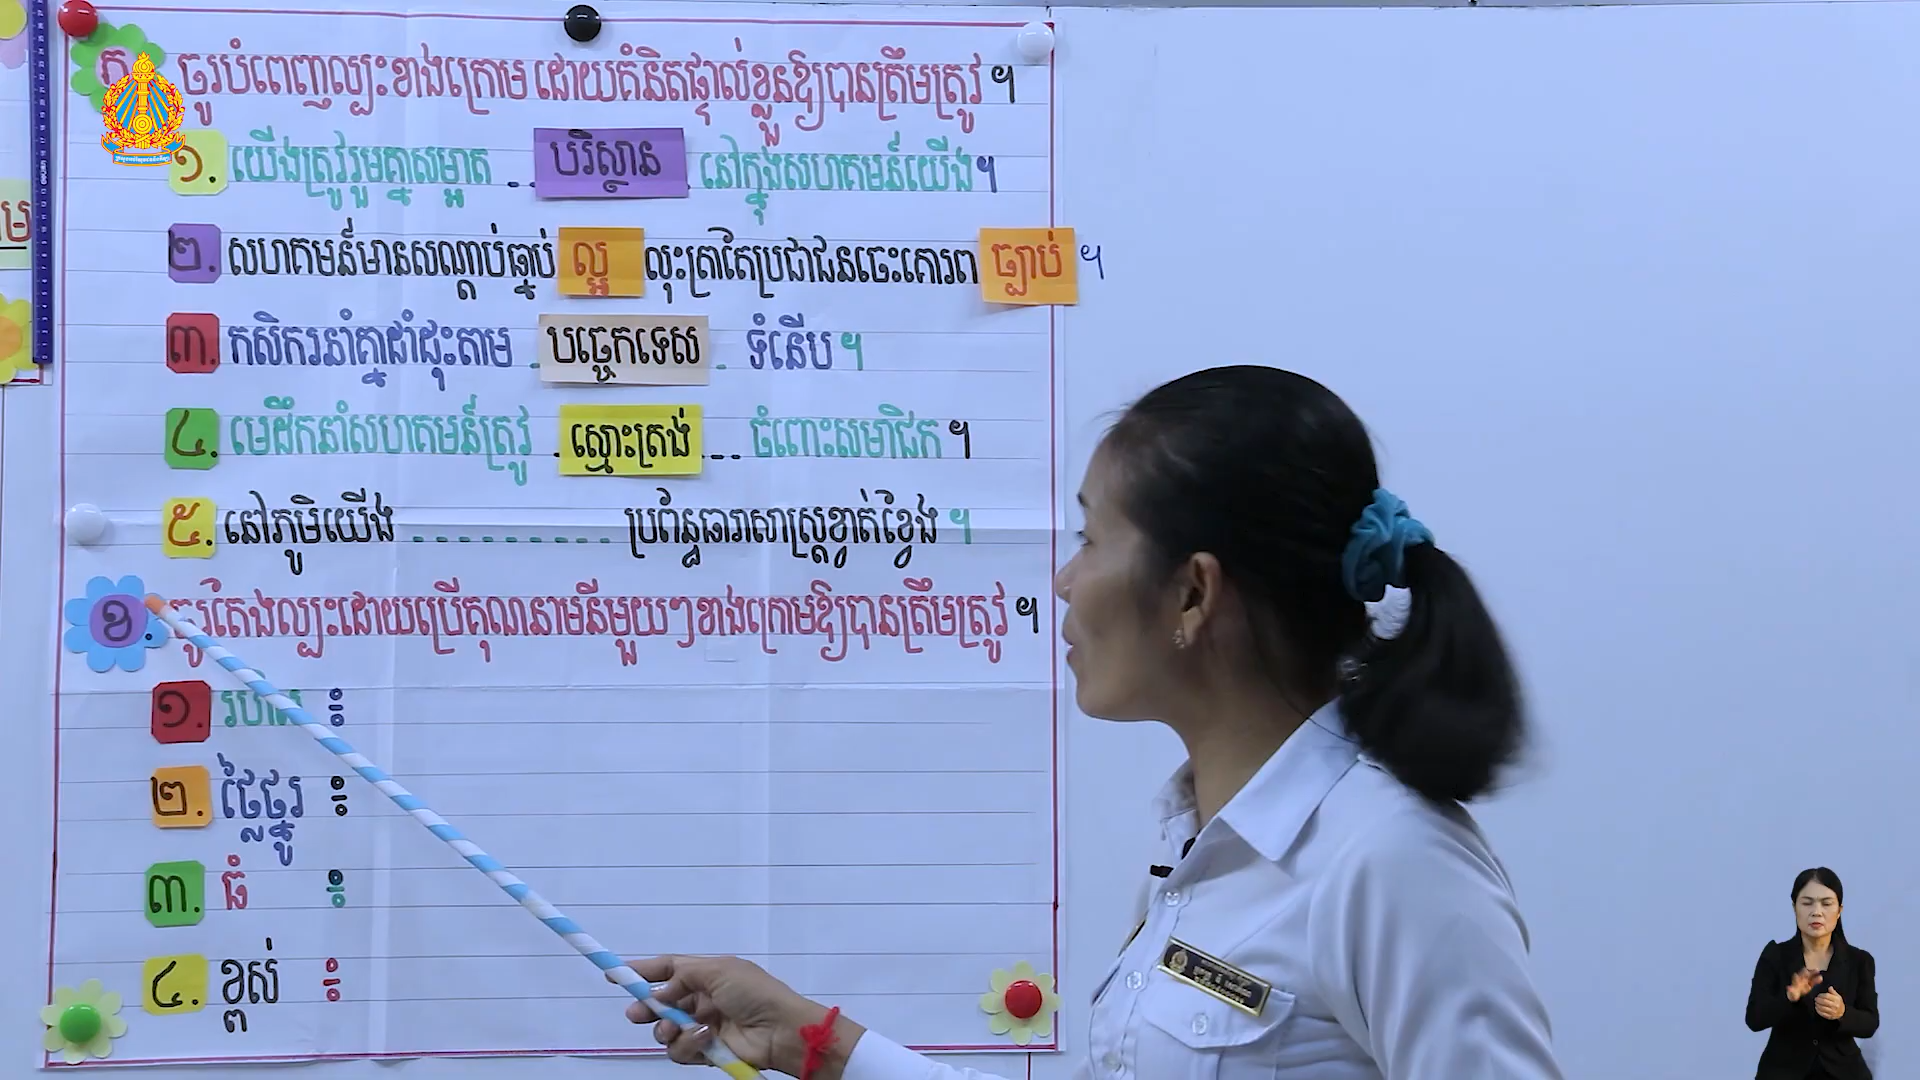 ក ចូរបំពេញល្បះខាងក្រោម ដោយគំនិតផ្ទាល់ខ្លួនឱ្យបានត្រឹមត្រូវ ។
១. យើងត្រូវរួមគ្នាសម្អាត ..បរិស្ថាន. នៅក្នុងសហគមន៍យើង។
២. សហគមន៍មានសណ្ដាប់ធ្នាប់ ល្អ លុះត្រាតែប្រជាជនចេះគោរព ច្បាប់ ។
៣. កសិករនាំគ្នាដាំដុះតាម .បច្ចេកទេស. ទំនើប ។
៤. មេដឹកនាំសហគមន៍ត្រូវ .ស្មោះត្រង់... ចំពោះសមាជិក ។
៥. នៅភូមិយើង .......... ប្រព័ន្ធធារាសាស្ត្រខ្វាត់ខ្វែង ។
ខ. ចូរតែងល្បះដោយប្រើគុណនាមនីមួយៗខាងក្រោមឱ្យបានត្រឹមត្រូវ ។
១. រហ័ស ៖
២. ថ្លៃថ្នូរ ៖
៣. ធំ ៖
៤. ខ្ពស់ ៖